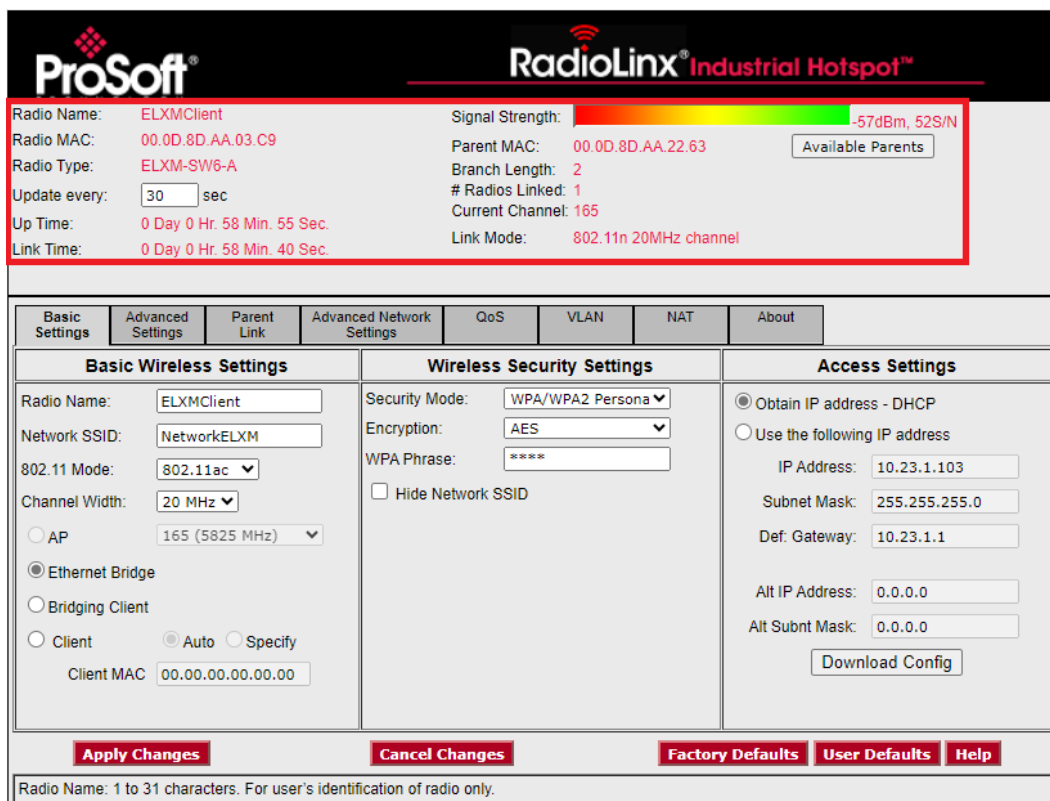 ProSoft®
RadioLinx® Industrial Hotspot™
Radio Name: ELXMClient
Radio MAC: 00.0D.8D.AA.03.C9
Radio Type: ELXM-SW6-A
Update every: 30 sec
Up Time: 0 Day 0 Hr. 58 Min. 55 Sec.
Link Time: 0 Day 0 Hr. 58 Min. 40 Sec.
Signal Strength: -57dBm, 52S/N
Parent MAC: 00.0D.8D.AA.22.63 Available Parents
Branch Length: 2
# Radios Linked: 1
Current Channel: 165
Link Mode: 802.11n 20MHz channel
Basic Settings
Advanced Settings
Parent Link
Advanced Network Settings
QoS
VLAN
NAT
About
Basic Wireless Settings
Radio Name: ELXMClient
Network SSID: NetworkELXM
802.11 Mode: 802.11ac
Channel Width: 20 MHz
AP 165 (5825 MHz)
Ethernet Bridge
Bridging Client
Client Auto Specify
Client MAC 00.00.00.00.00.00
Wireless Security Settings
Security Mode: WPA/WPA2 Persona
Encryption: AES
WPA Phrase: ****
Hide Network SSID
Access Settings
Obtain IP address - DHCP
Use the following IP address
IP Address: 10.23.1.103
Subnet Mask: 255.255.255.0
Def: Gateway: 10.23.1.1
Alt IP Address: 0.0.0.0
Alt Subnt Mask: 0.0.0.0
Download Config
Apply Changes Cancel Changes Factory Defaults User Defaults Help
Radio Name: 1 to 31 characters. For user's identification of radio only.